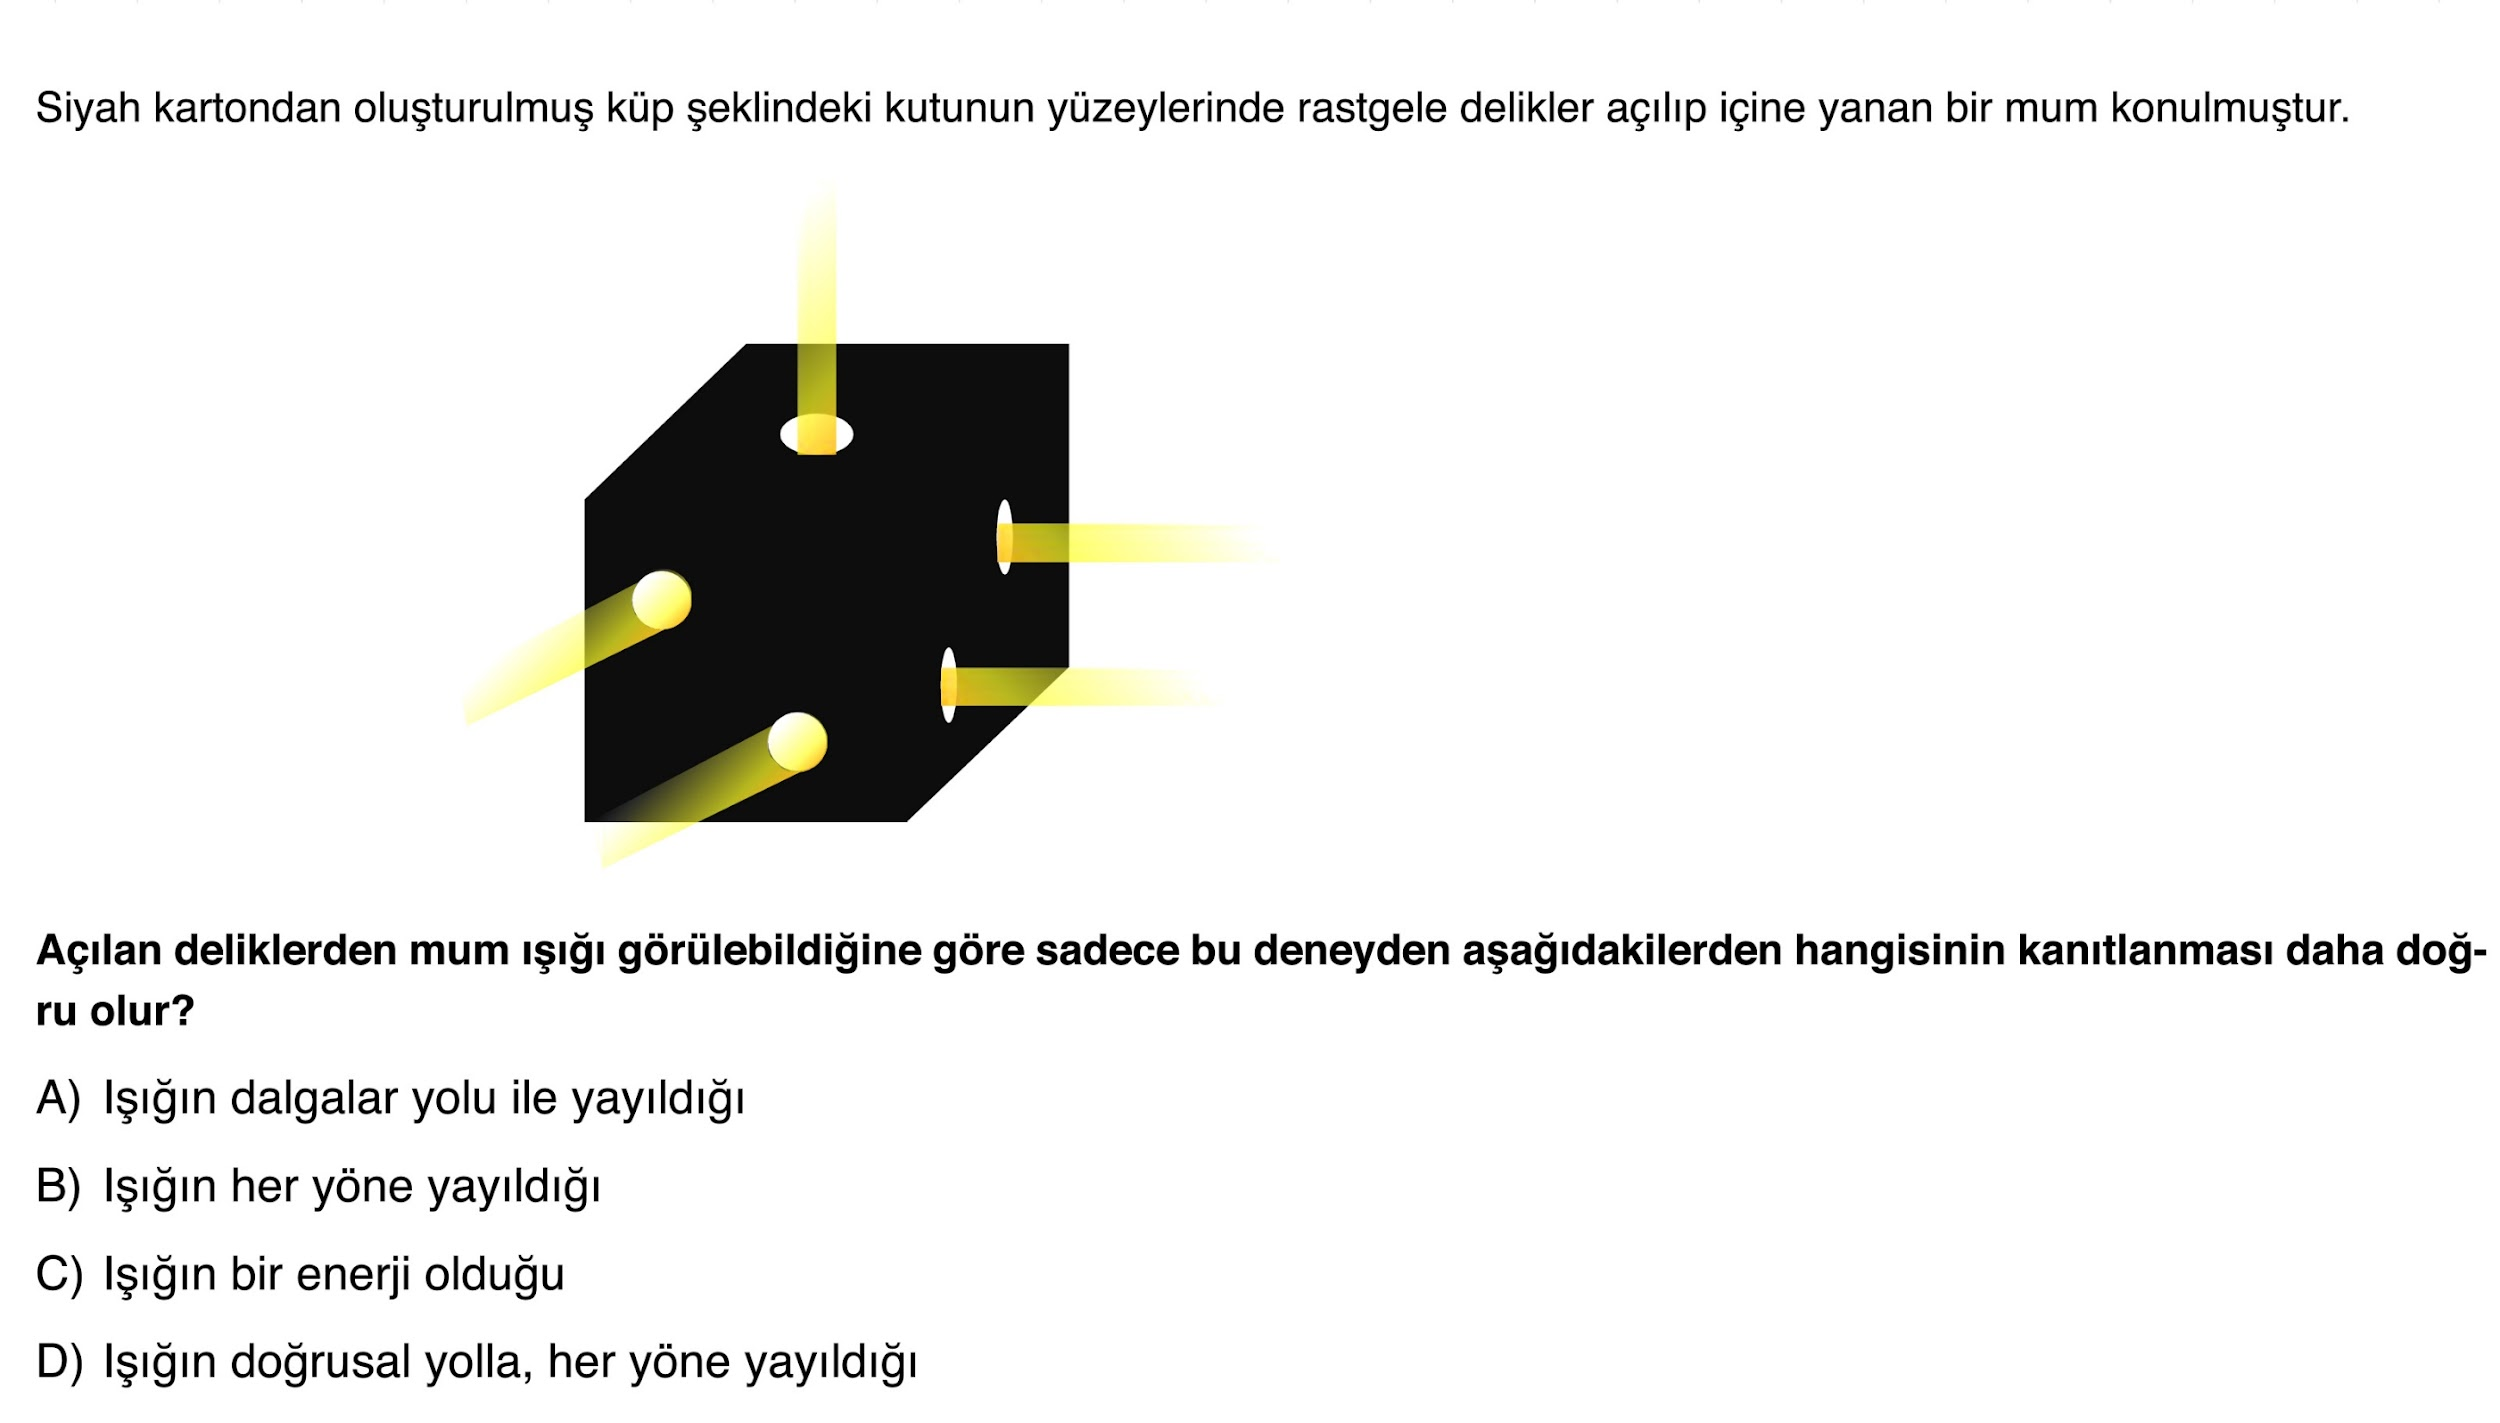 Siyah kartondan oluşturulmuş küp şeklindeki kutunun yüzeylerinde rastgele delikler açılıp içine yanan bir mum konulmuştur.
Açılan deliklerden mum ışığı görülebildiğine göre sadece bu deneyden aşağıdakilerden hangisinin kanıtlanması daha doğ-
ru olur?
A) Işığın dalgalar yolu ile yayıldığı
B) Işığın her yöne yayıldığı
C) Işığın bir enerji olduğu
D) Işığın doğrusal yolla, her yöne yayıldığı